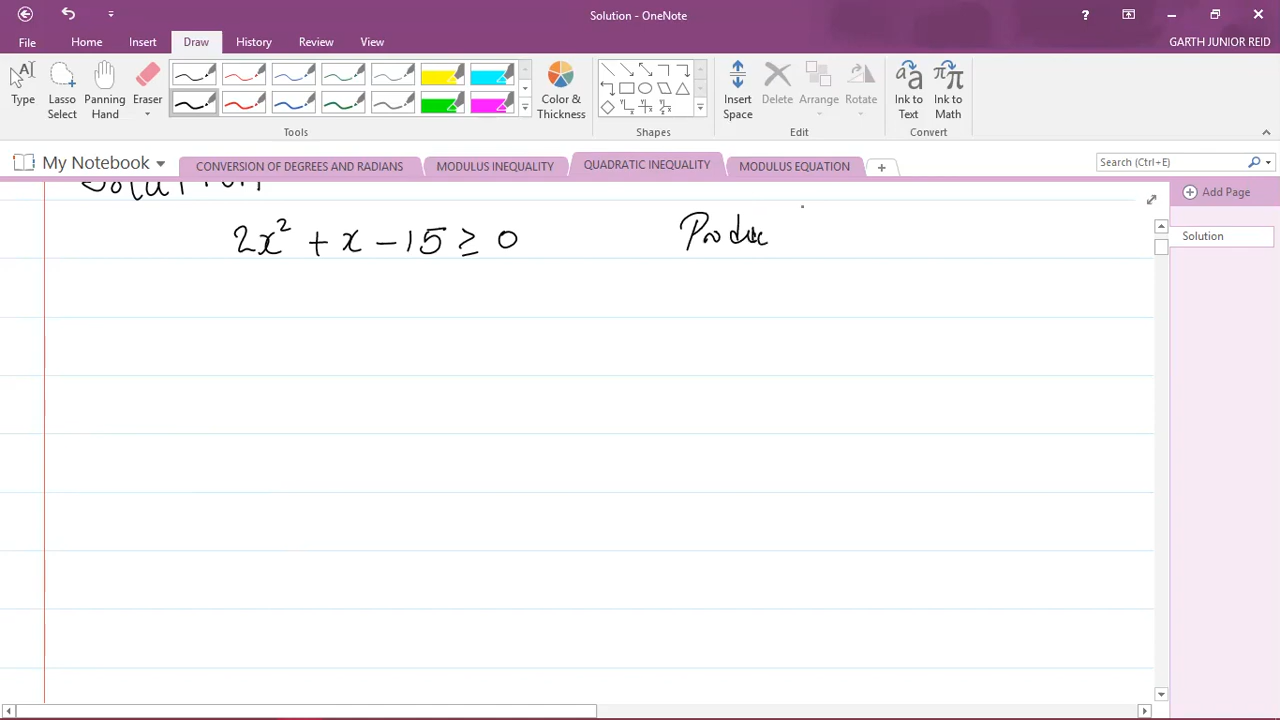 Solution - OneNote
GARTH JUNIOR REID
File Home Insert Draw History Review View
Type
Lasso Select
Panning Hand
Eraser
Color & Thickness
Insert Space
Delete
Arrange
Rotate
Ink to Text
Ink to Math
Tools
Shapes
Edit
Convert
My Notebook
CONVERSION OF DEGREES AND RADIANS
MODULUS INEQUALITY
QUADRATIC INEQUALITY
MODULUS EQUATION
Search (Ctrl+E)
Add Page
Solution
Solution
2x² + x - 15 ≥ 0
Produc